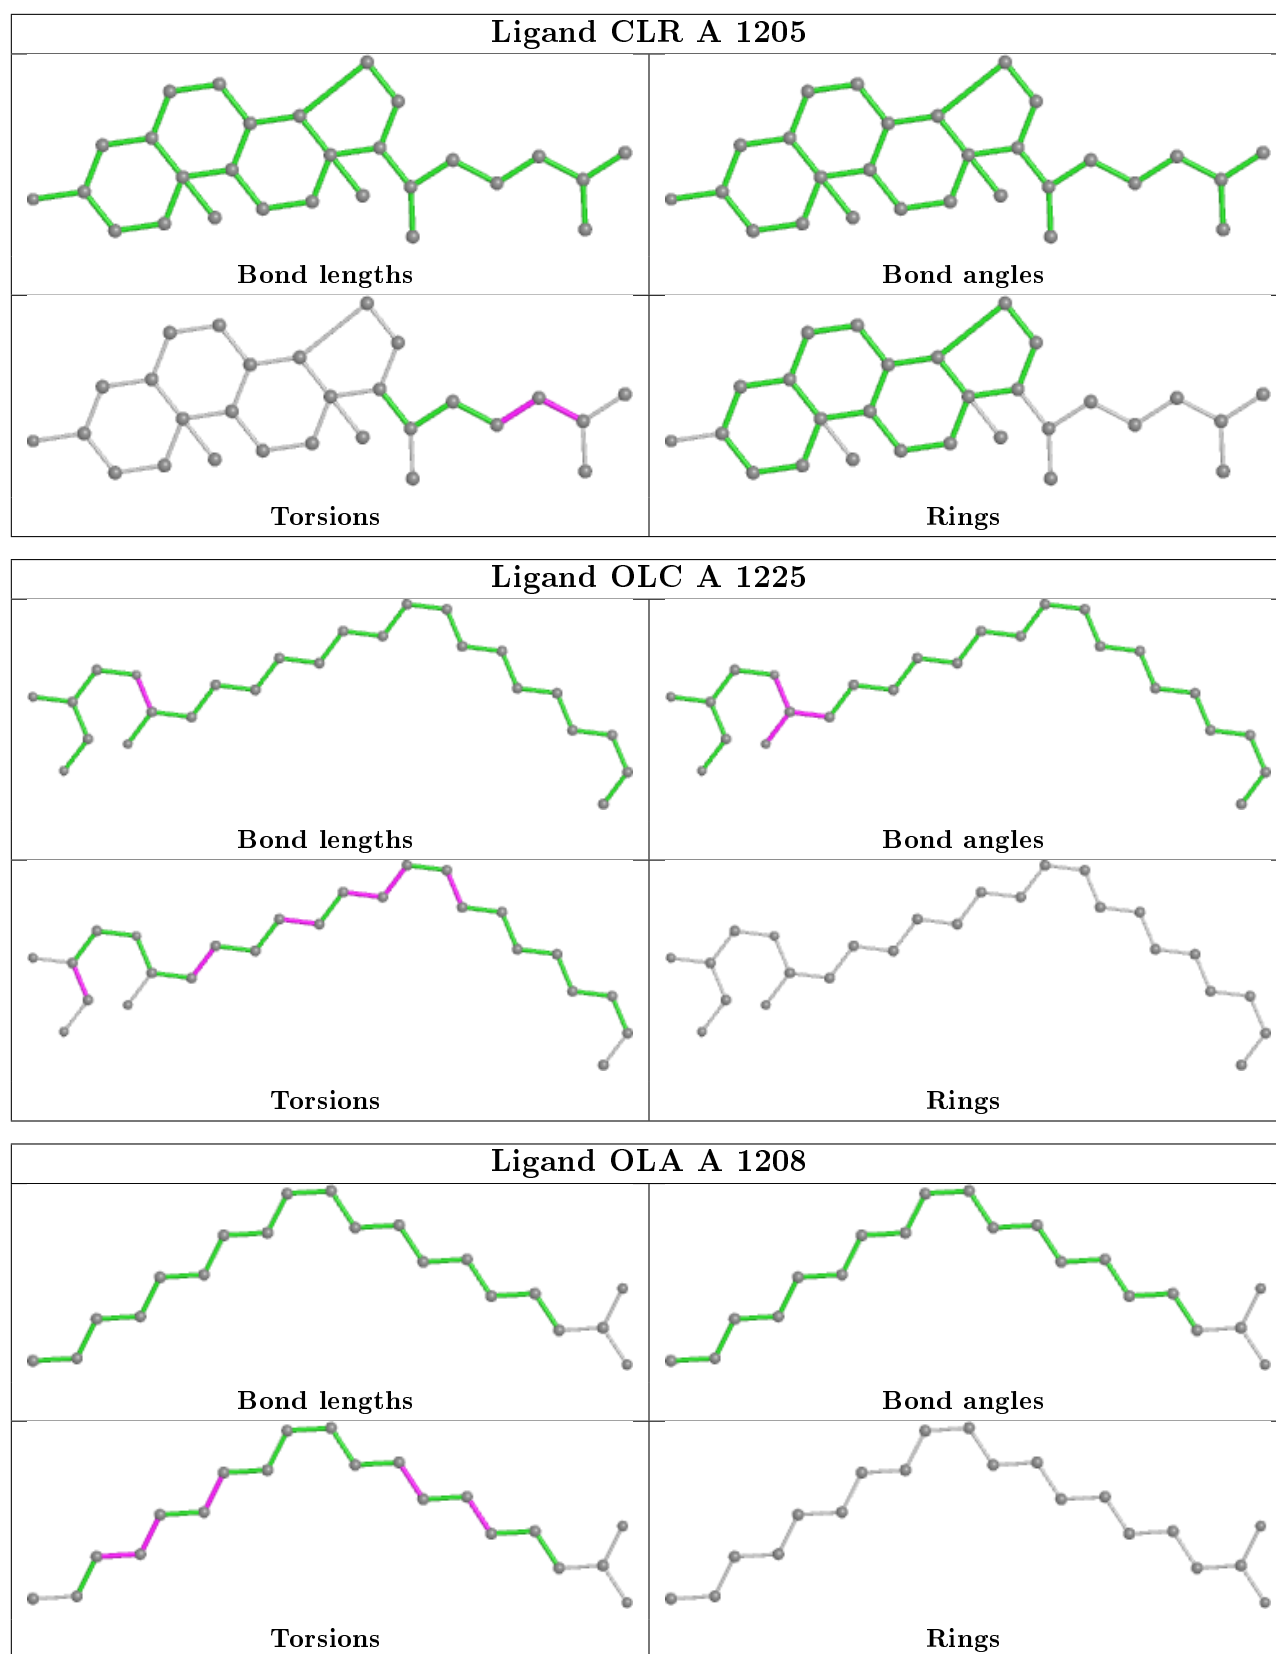 Ligand CLR A 1205
Bond lengths
Bond angles
Torsions
Rings
Ligand OLC A 1225
Bond lengths
Bond angles
Torsions
Rings
Ligand OLA A 1208
Bond lengths
Bond angles
Torsions
Rings